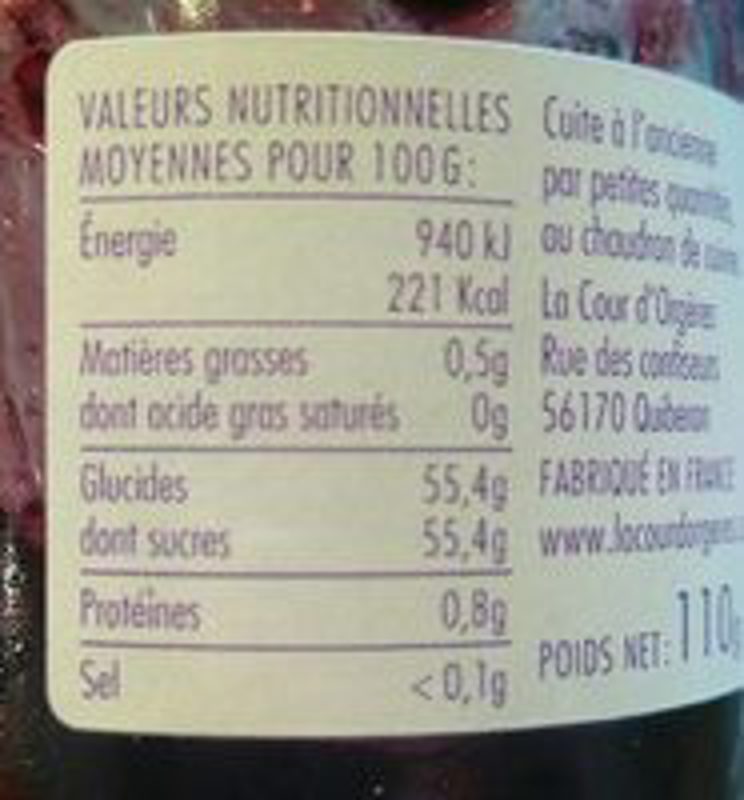 VALEURS NUTRITIONNELLES
MOYENNES POUR 100G:
Énergie 940 kJ
221 Kcal
Matières grasses 0,5g
dont acide gras saturés 0g
Glucides 55,4g
dont sucres 55,4g
Protéines 0,8g
Sel < 0,1g
Cuite à l'ancienne
par petites
au chaudron de
La Cour d'Orgères
Rue des confiseurs
56170 Quiberon
FABRIQUÉ EN FRANCE
POIDS NET: 110g